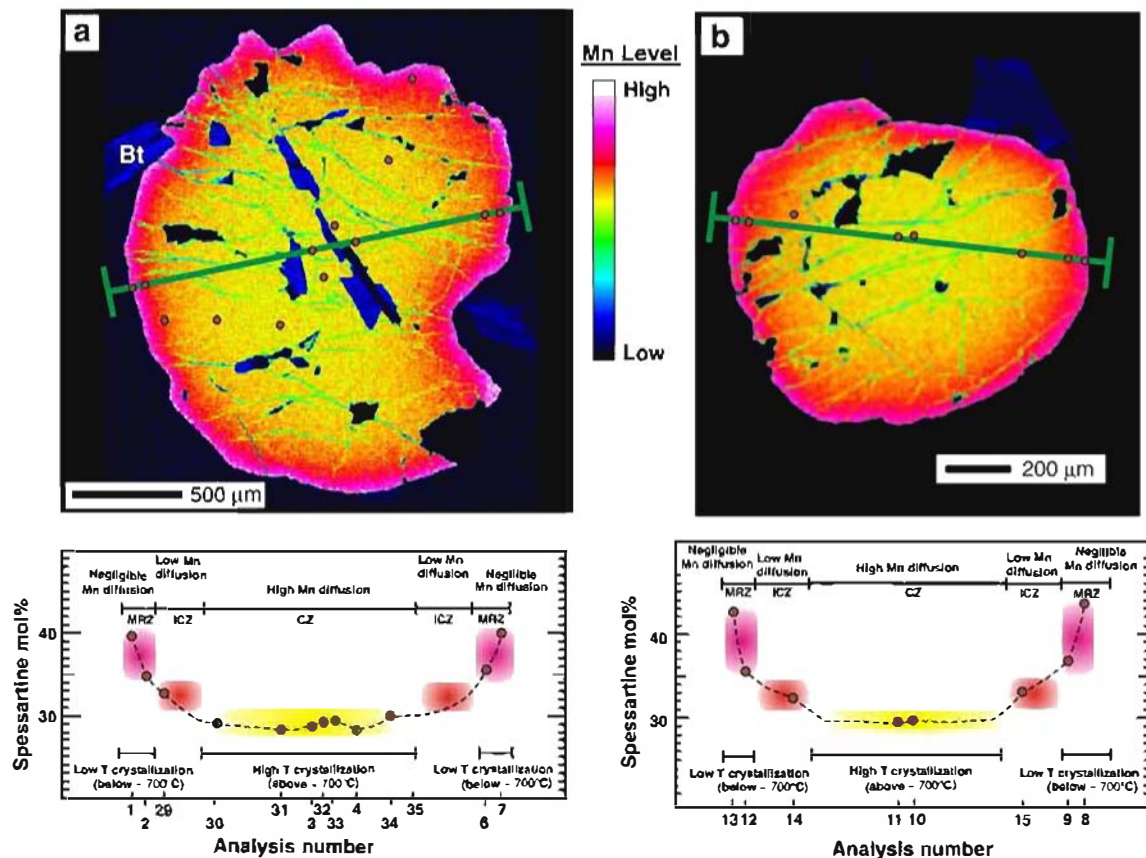 a
b
Mn Level
High
Low
Bt
500 µm
200 µm
Negligible
Mn diffusion
Low Mn
diffusion
High Mn diffusion
Low Mn
diffusion
Neglible
Mn diffusion
MRZ
ICZ
CZ
ICZ
MRZ
Spessartine mol%
40
30
Low T crystallization
(below ~ 700°C)
High T crystallization
(above ~ 700°C)
Low T crystallization
(below ~ 700°C)
1 2 29 30 31 3 32 33 4 34 35 6 7
Analysis number
Negligible
Mn diffusion
Low Mn
diffusion
High Mn diffusion
Low Mn
diffusion
Negligible
Mn diffusion
MRZ
ICZ
CZ
ICZ
MRZ
Spessartine mol%
40
30
Low T crystallization
(below ~ 700°C)
High T crystallization
(above ~ 700°C)
Low T crystallization
(below ~ 700°C)
13 12 14 11 10 15 9 8
Analysis number